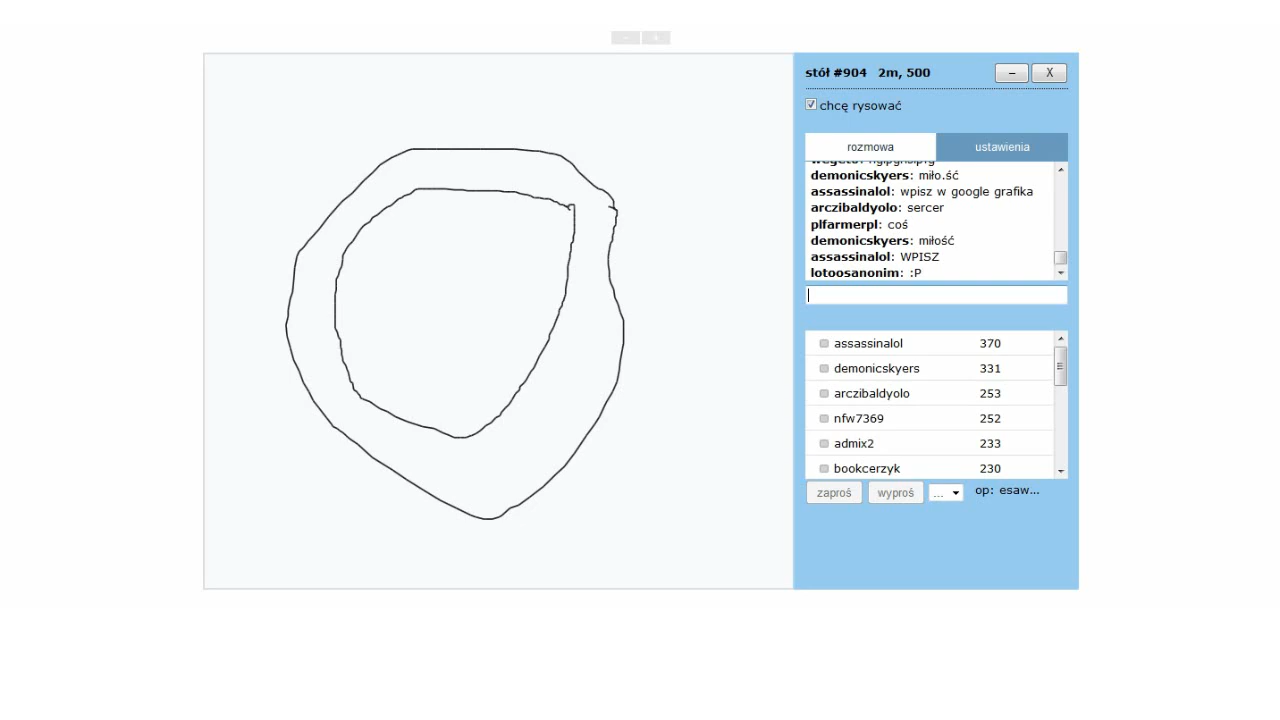 stół #904 2m, 500
– X
chcę rysować
rozmowa ustawienia
demonicskyers: miło.ść
assassinalol: wpisz w google grafika
arczibaldyolo: sercer
plfarmerpl: coś
demonicskyers: miłość
assassinalol: WPISZ
lotoosanonim: :P
assassinalol 370
demonicskyers 331
arczibaldyolo 253
nfw7369 252
admix2 233
bookcerzyk 230
zaproś wyproś ... op: esaw...